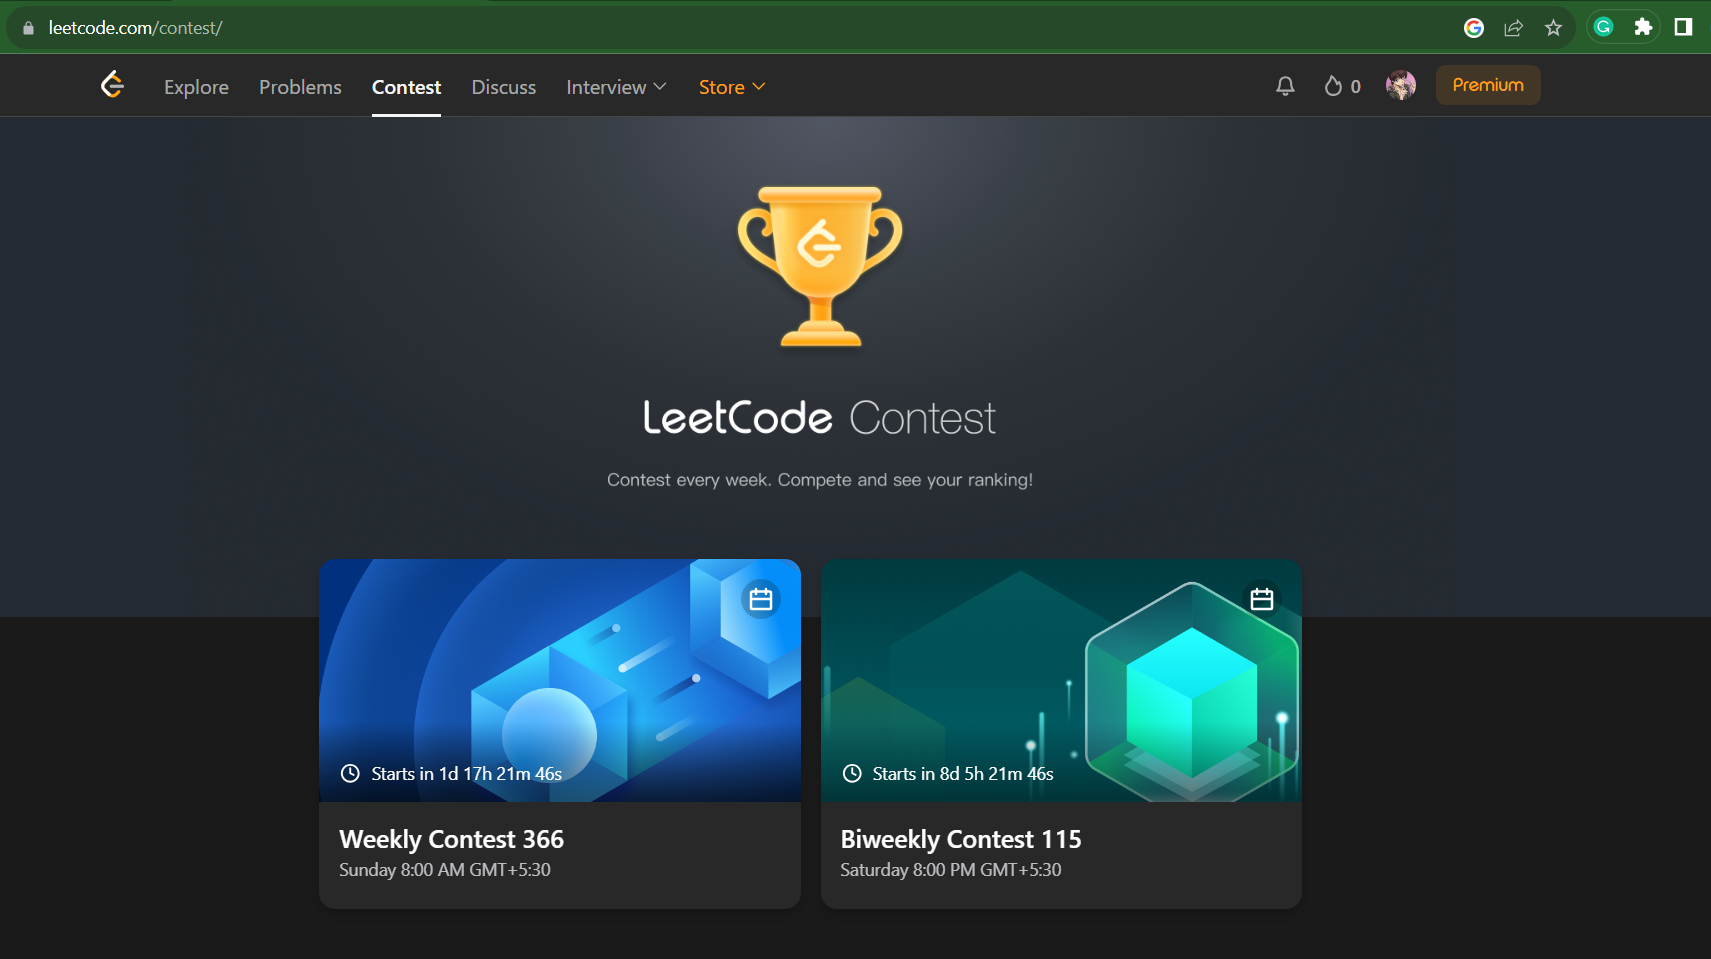 leetcode.com/contest/
Explore Problems Contest Discuss Interview Store 0 Premium
LeetCode Contest
Contest every week. Compete and see your ranking!
Starts in 1d 17h 21m 46s
Weekly Contest 366
Sunday 8:00 AM GMT+5:30
Starts in 8d 5h 21m 46s
Biweekly Contest 115
Saturday 8:00 PM GMT+5:30